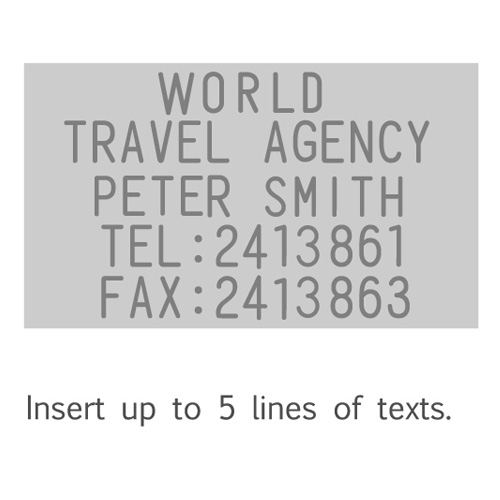 WORLD
TRAVEL AGENCY
PETER SMITH
TEL:2413861
FAX:2413863
Insert up to 5 lines of texts.